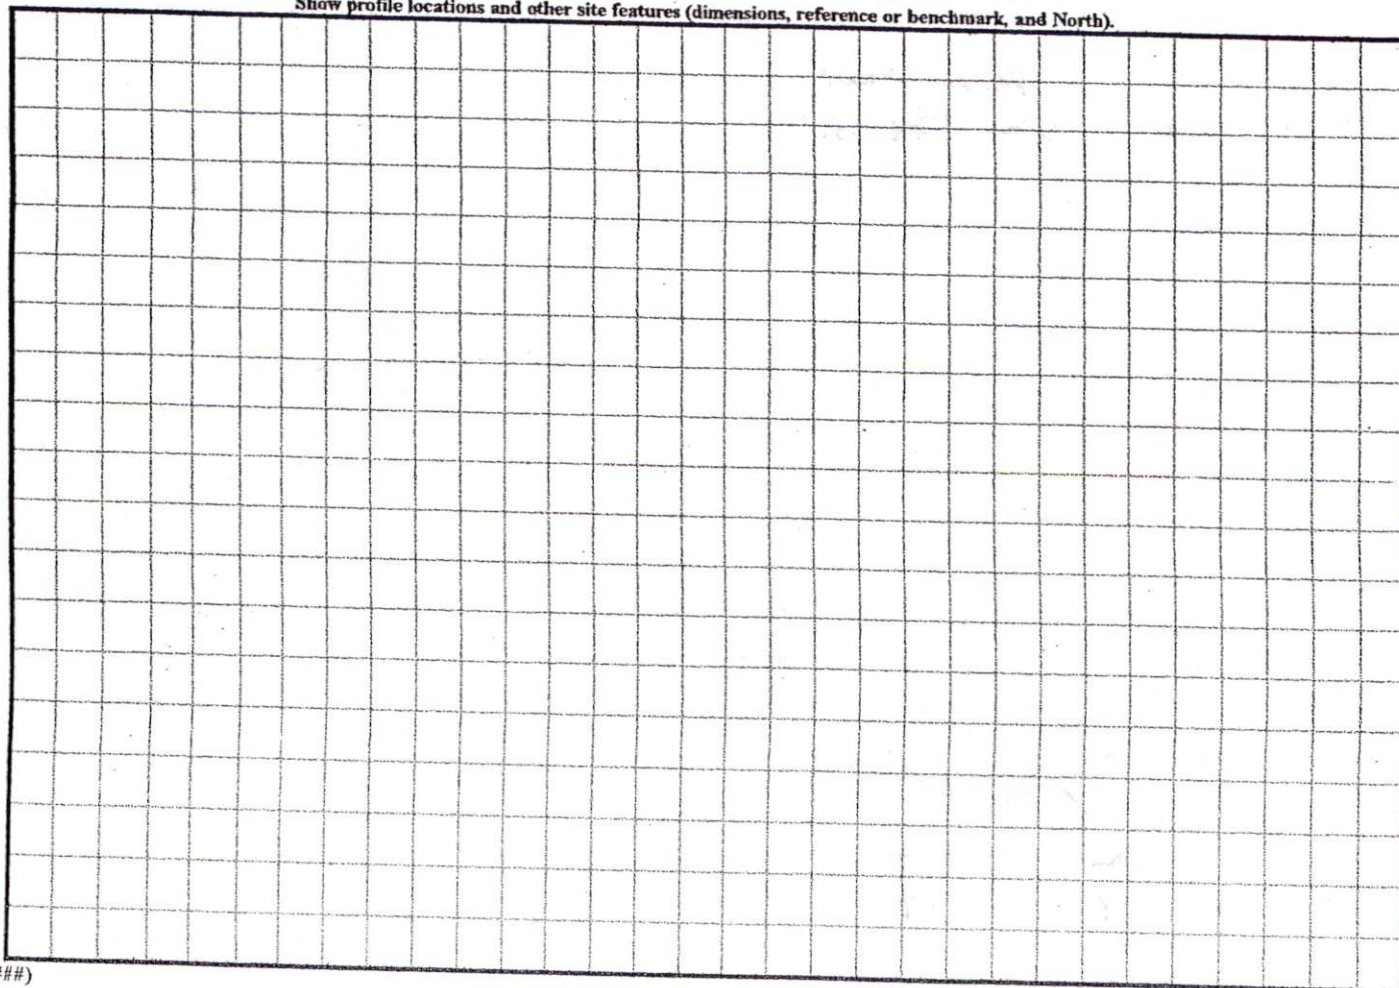 Show profile locations and other site features (dimensions, reference or benchmark, and North).
##)